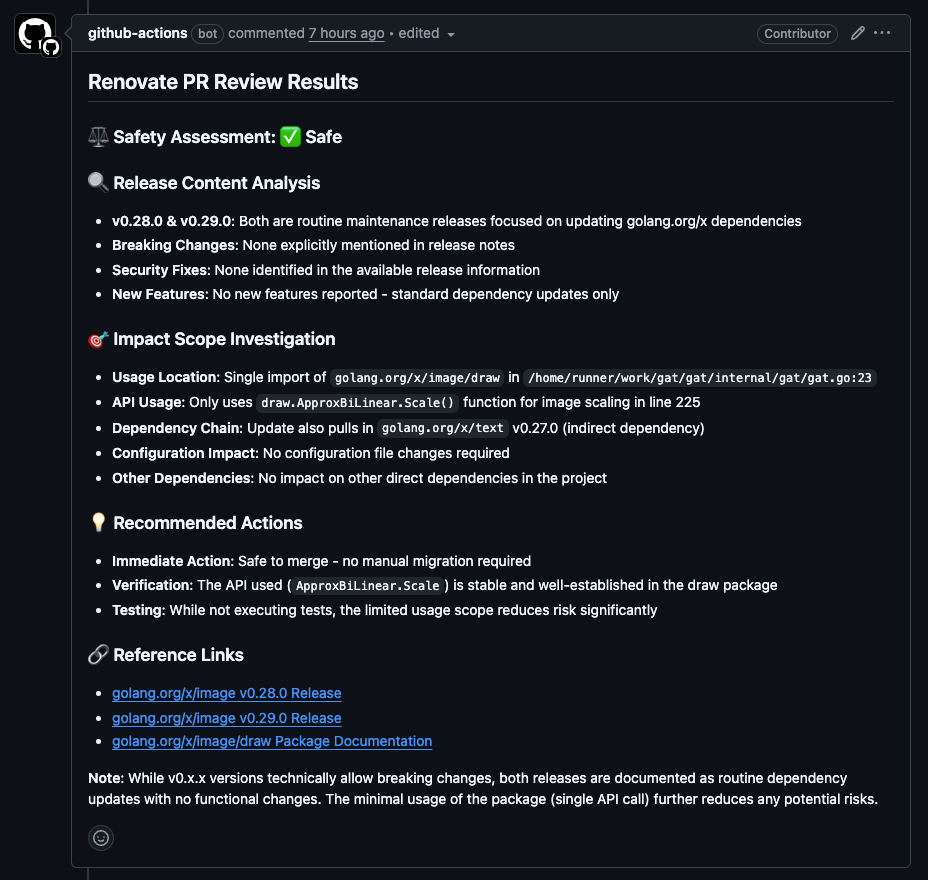 github-actions bot commented 7 hours ago • edited Contributor
Renovate PR Review Results
⚖️ Safety Assessment: ✅ Safe
🔍 Release Content Analysis
• v0.28.0 & v0.29.0: Both are routine maintenance releases focused on updating golang.org/x dependencies
• Breaking Changes: None explicitly mentioned in release notes
• Security Fixes: None identified in the available release information
• New Features: No new features reported - standard dependency updates only
🎯 Impact Scope Investigation
• Usage Location: Single import of golang.org/x/image/draw in /home/runner/work/gat/gat/internal/gat/gat.go:23
• API Usage: Only uses draw.ApproxBiLinear.Scale() function for image scaling in line 225
• Dependency Chain: Update also pulls in golang.org/x/text v0.27.0 (indirect dependency)
• Configuration Impact: No configuration file changes required
• Other Dependencies: No impact on other direct dependencies in the project
💡 Recommended Actions
• Immediate Action: Safe to merge - no manual migration required
• Verification: The API used (ApproxBiLinear.Scale) is stable and well-established in the draw package
• Testing: While not executing tests, the limited usage scope reduces risk significantly
🔗 Reference Links
• golang.org/x/image v0.28.0 Release
• golang.org/x/image v0.29.0 Release
• golang.org/x/image/draw Package Documentation
Note: While v0.x.x versions technically allow breaking changes, both releases are documented as routine dependency
updates with no functional changes. The minimal usage of the package (single API call) further reduces any potential risks.